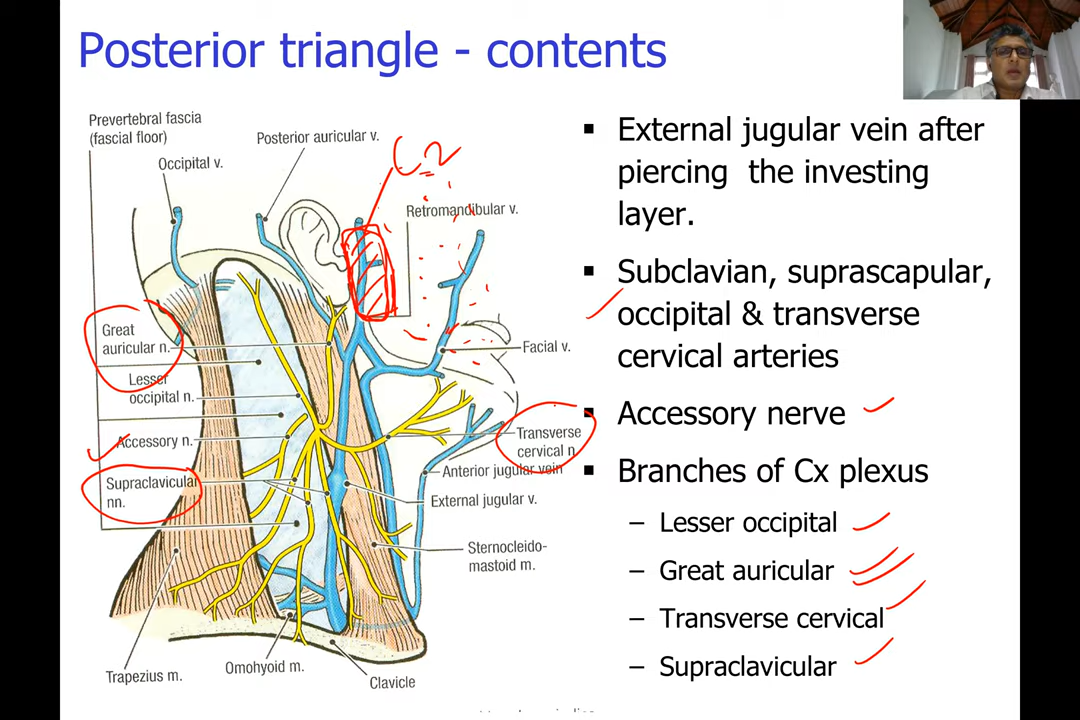 Posterior triangle - contents
Prevertebral fascia
(fascial floor)
Occipital v.
Posterior auricular v.
C2
Retromandibular v.
Great
auricular n.
Lesser
occipital n.
Accessory n.
Supraclavicular
nn.
Facial v.
Transverse
cervical n.
Anterior jugular vein
External jugular v.
Sternocleido-
mastoid m.
Trapezius m.
Omohyoid m.
Clavicle
▪ External jugular vein after
piercing the investing
layer.
▪ Subclavian, suprascapular,
occipital & transverse
cervical arteries
▪ Accessory nerve
▪ Branches of Cx plexus
– Lesser occipital
– Great auricular
– Transverse cervical
– Supraclavicular